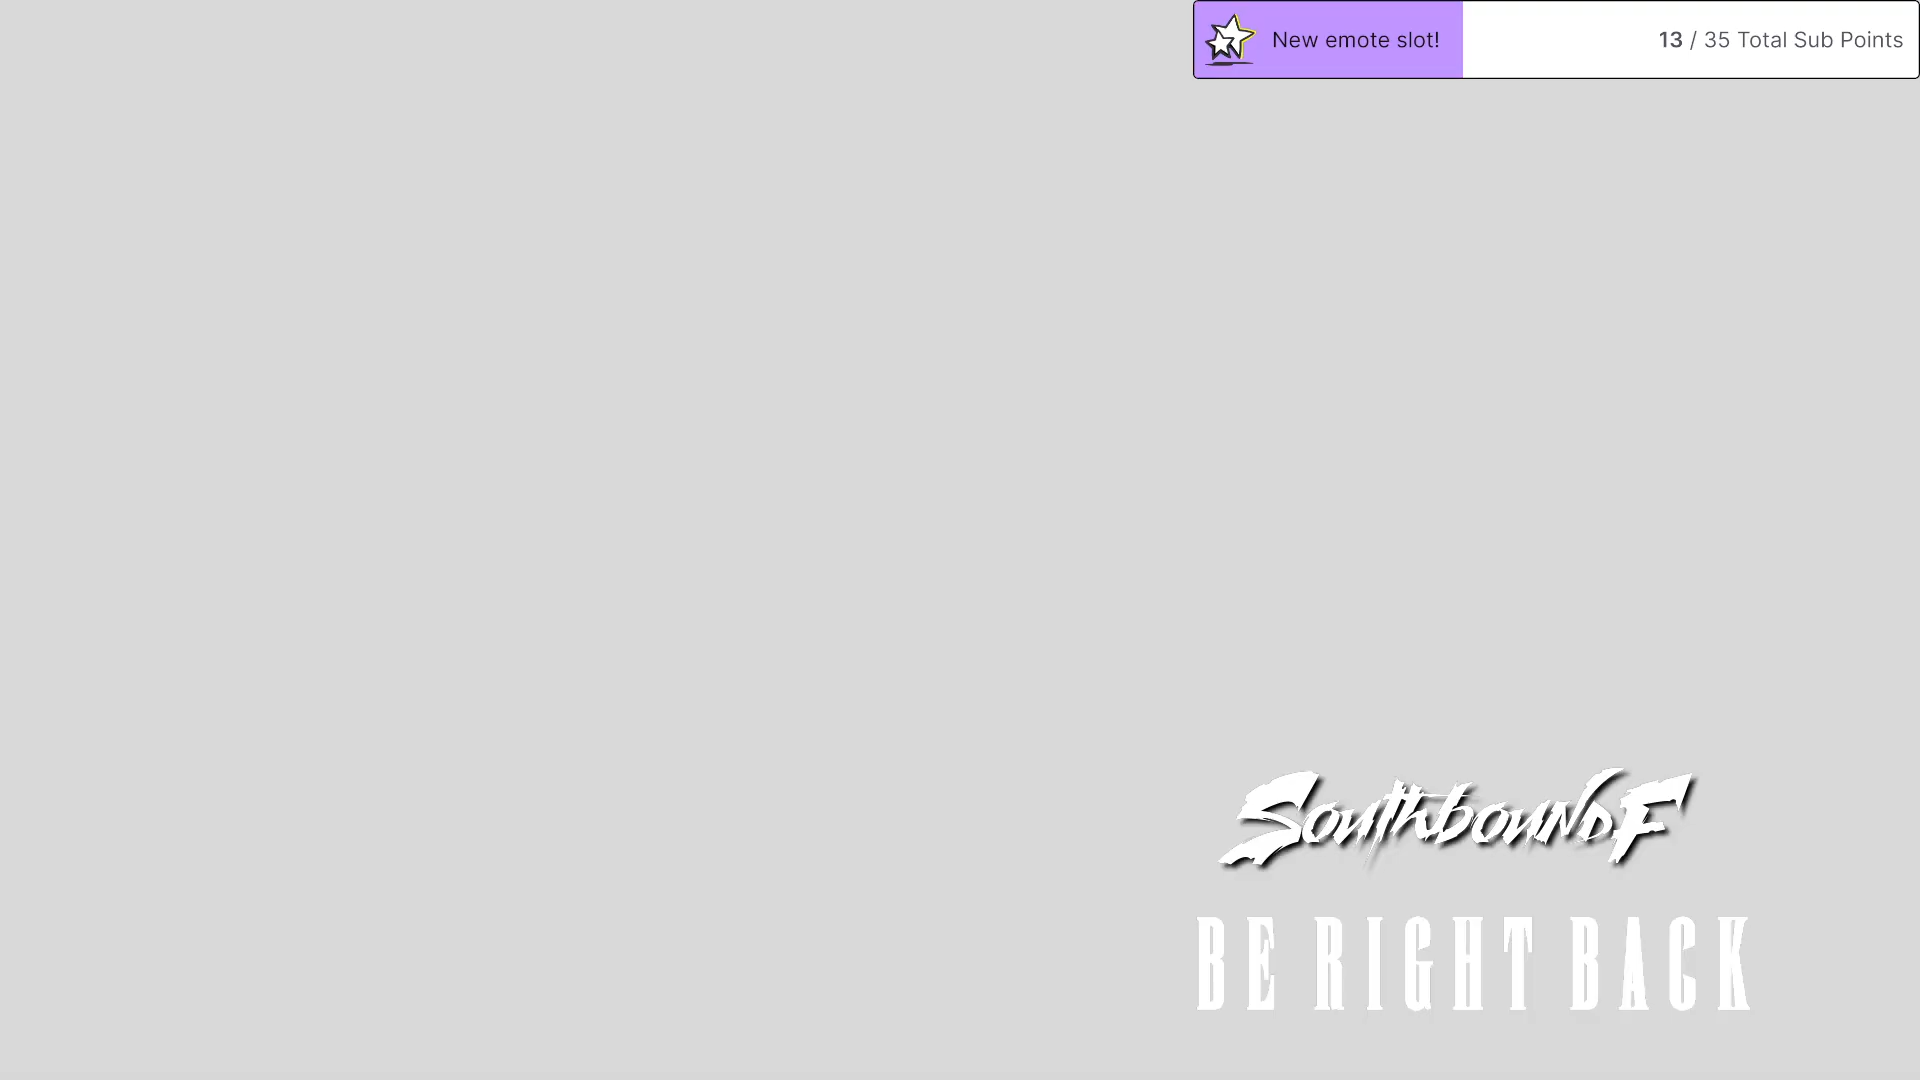 New emote slot!
13 / 35 Total Sub Points
SouthboundF
BE RIGHT BACK